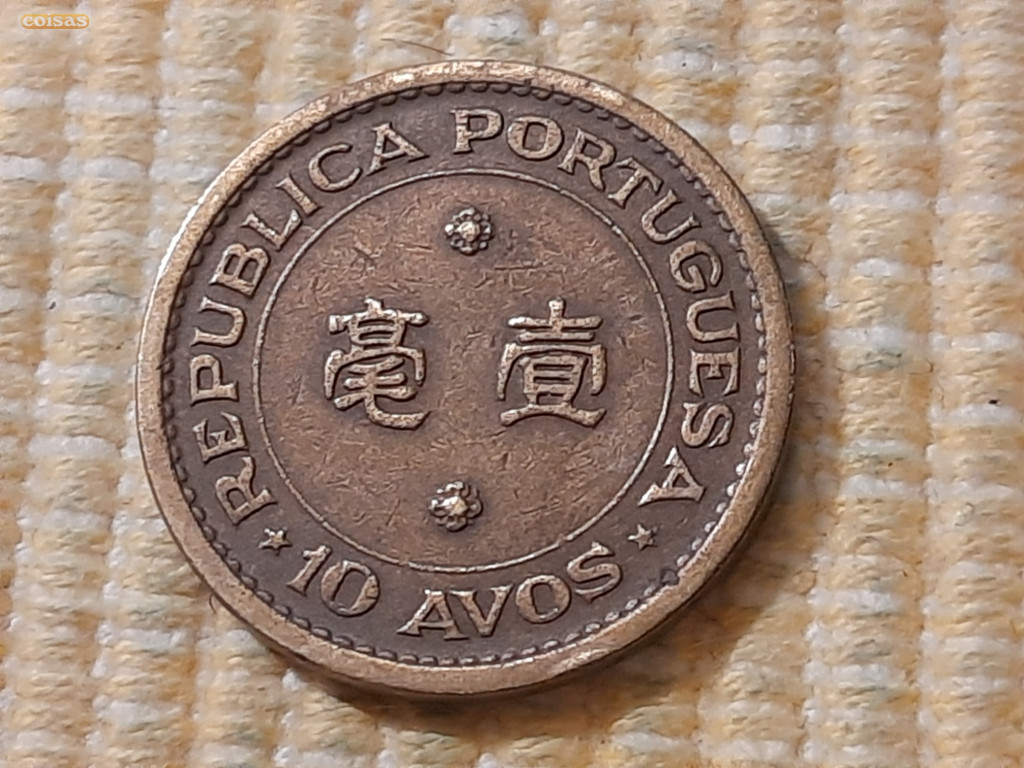 coisas
REPUBLICA PORTUGUESA
毫 壹
★ 10 AVOS ★